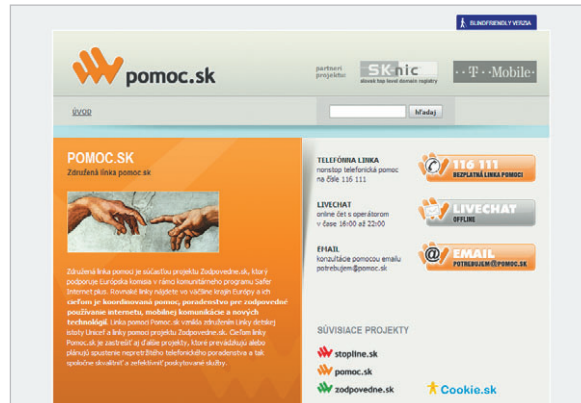 BLINDFRIENDLY VERZIA
pomoc.sk
partneri
projektu:
SKnic
slovak top level domain registry
··T··Mobile·
úvod
hľadaj
POMOC.SK
Združená linka pomoc.sk
Združená linka pomoci je súčasťou projektu Zodpovedne.sk, ktorý
podporuje Európska komisia v rámci komunitárneho programu Safer
Internet plus. Rovnaké linky nájdete vo väčšine krajín Európy a ich
cieľom je koordinovaná pomoc, poradenstvo pre zodpovedné
používanie internetu, mobilnej komunikácie a nových
technológií. Linka pomoci Pomoc.sk vznikla združením Linky detskej
istoty Unicef a linky pomoci projektu Zodpovedne.sk. Cieľom linky
Pomoc.sk je zastrešiť aj ďalšie projekty, ktoré prevádzkujú alebo
plánujú spustenie nepretržitého telefonického poradenstva a tak
spoločne skvalitniť a zefektívniť poskytované služby.
TELEFÓNNA LINKA
nonstop telefonická pomoc
na čísle 116 111
116 111
BEZPLATNÁ LINKA POMOCI
LIVECHAT
online čet s operátorom
v čase 16:00 až 22:00
LIVECHAT
OFFLINE
EMAIL
konzultácie pomocou emailu
potrebujem@pomoc.sk
EMAIL
POTREBUJEM@POMOC.SK
SÚVISIACE PROJEKTY
stopline.sk
pomoc.sk
zodpovedne.sk
Cookie.sk